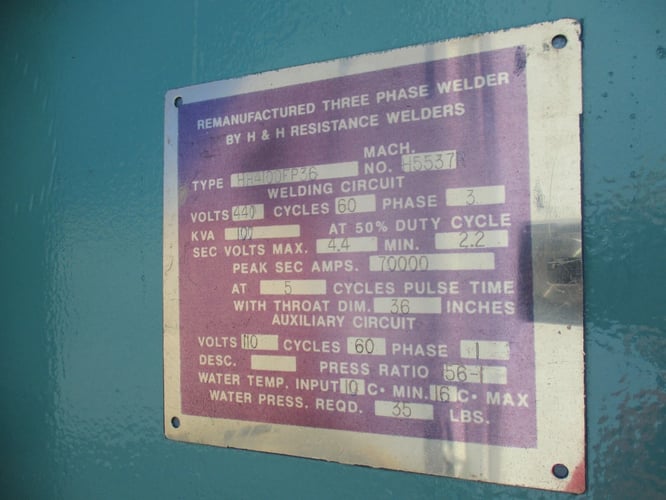 REMANUFACTURED THREE PHASE WELDER
BY H & H RESISTANCE WELDERS
MACH.
TYPE HH100FP36 NO. H5537
WELDING CIRCUIT
VOLTS 440 CYCLES 60 PHASE 3
KVA 100 AT 50% DUTY CYCLE
SEC VOLTS MAX. 4.4 MIN. 2.2
PEAK SEC AMPS. 70000
AT 5 CYCLES PULSE TIME
WITH THROAT DIM. 36 INCHES
AUXILIARY CIRCUIT
VOLTS 110 CYCLES 60 PHASE 1
DESC. PRESS RATIO 56-1
WATER TEMP. INPUT 10 C• MIN. 16 C• MAX
WATER PRESS. REQD. 35 LBS.